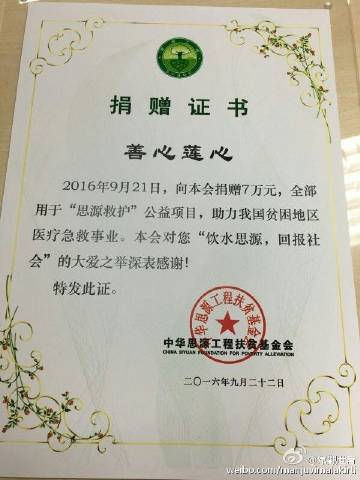 捐赠证书
善心莲心
2016年9月21日，向本会捐赠7万元，全部
用于“思源救护”公益项目，助力我国贫困地区
医疗急救事业。本会对您“饮水思源，回报社
会”的大爱之举深表感谢！
特发此证。
中华思源工程扶贫基金会
中华思源工程扶贫基金会
CHINA SIYUAN FOUNDATION FOR POVERTY ALLEVIATION
二〇一六年九月二十二日
weibo.com/manjuvimalakirti